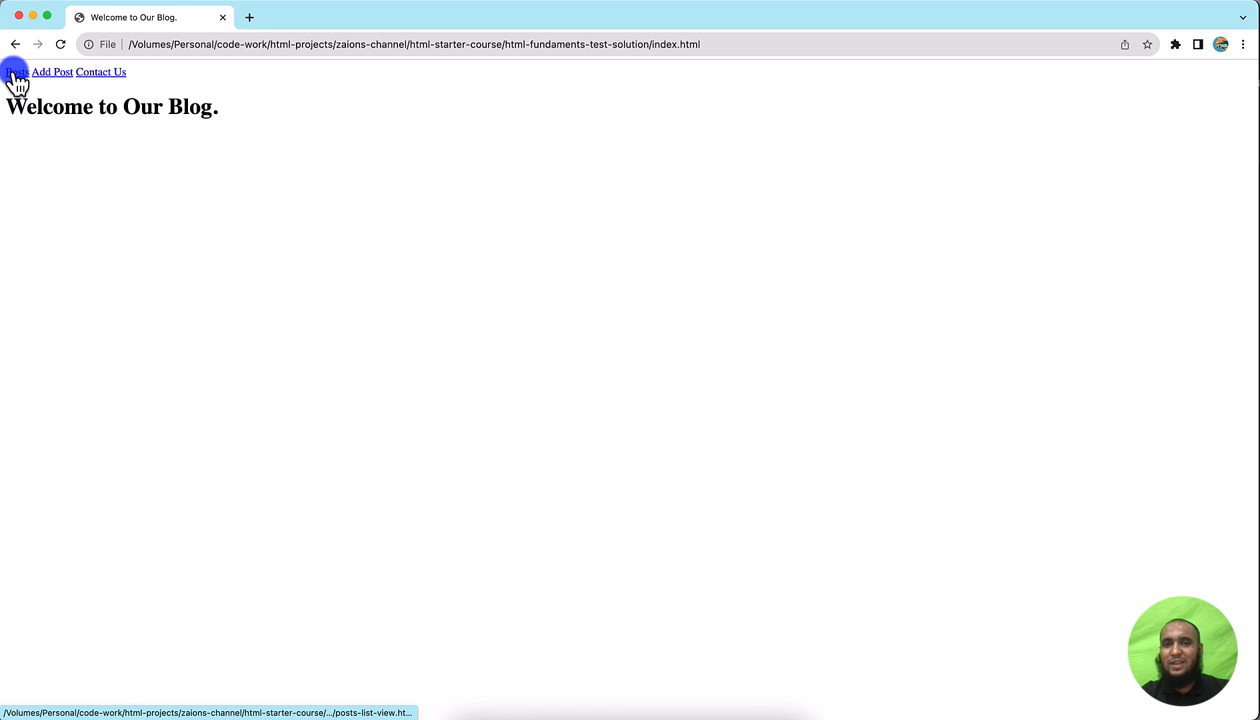 Welcome to Our Blog.
File /Volumes/Personal/code-work/html-projects/zaions-channel/html-starter-course/html-fundaments-test-solution/index.html
Posts Add Post Contact Us
Welcome to Our Blog.
/Volumes/Personal/code-work/html-projects/zaions-channel/html-starter-course/.../posts-list-view.ht...